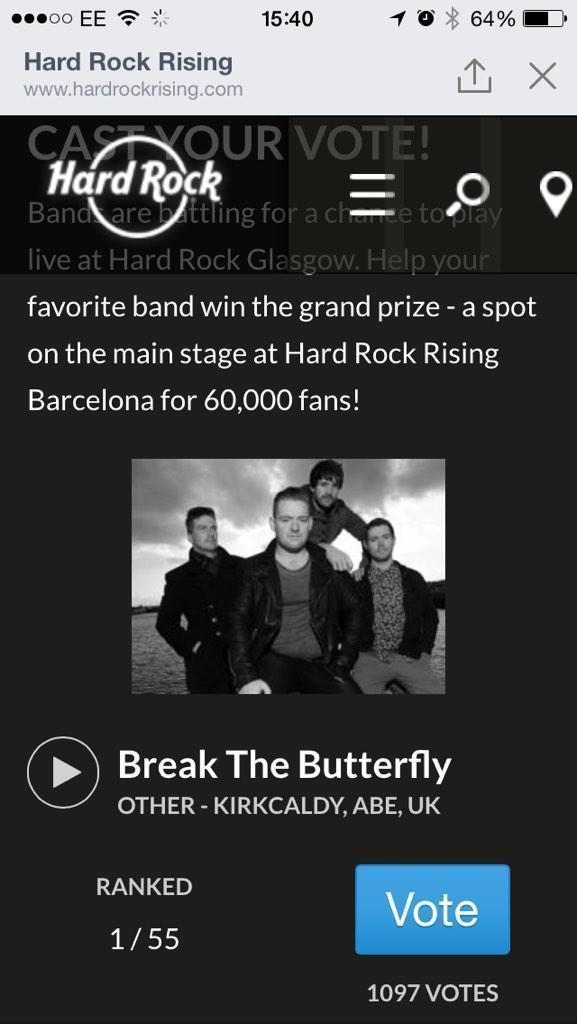 EE 15:40 64%
Hard Rock Rising
www.hardrockrising.com
CAST YOUR VOTE!
Hard Rock
Bands are battling for a chance to play
live at Hard Rock Glasgow. Help your
favorite band win the grand prize - a spot
on the main stage at Hard Rock Rising
Barcelona for 60,000 fans!
Break The Butterfly
OTHER - KIRKCALDY, ABE, UK
RANKED
1 / 55
Vote
1097 VOTES